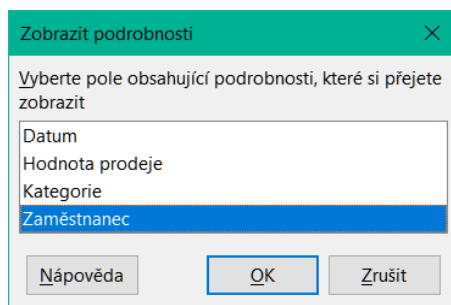 Zobrazit podrobnosti
Vyberte pole obsahující podrobnosti, které si přejete
zobrazit
Datum
Hodnota prodeje
Kategorie
Zaměstnanec
Nápověda OK Zrušit